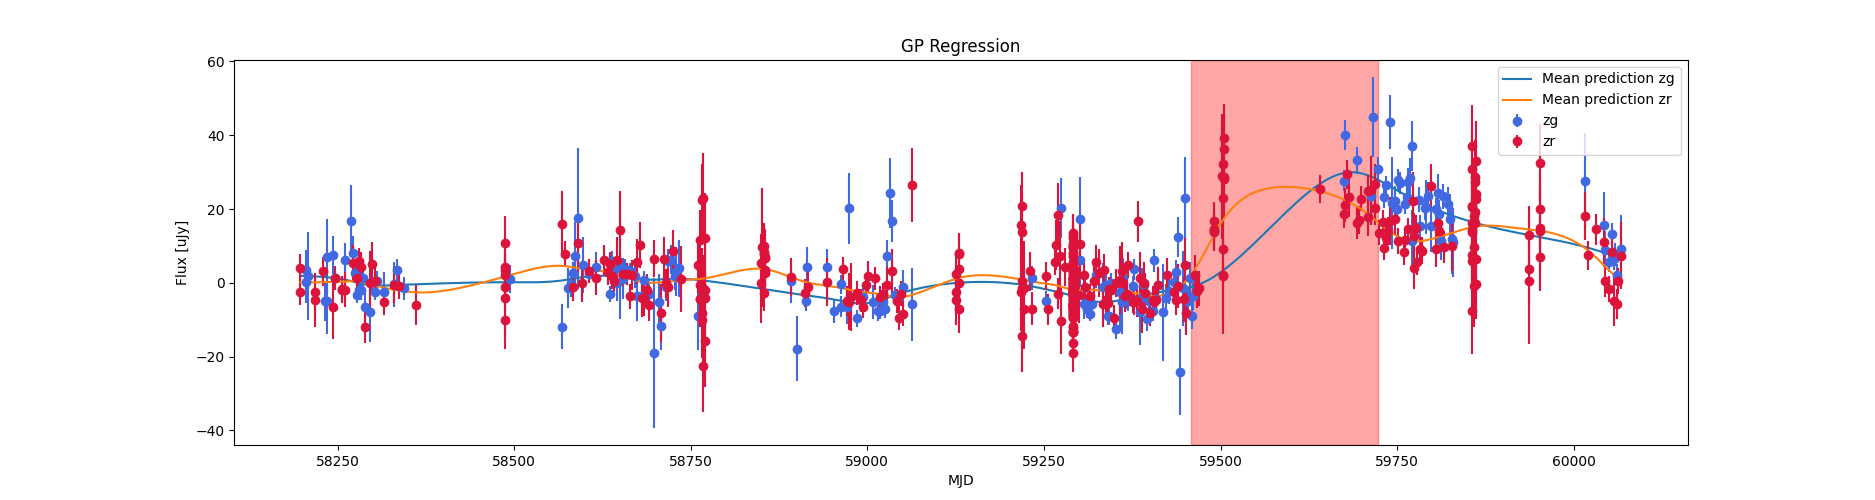 GP Regression
Flux [uJy]
60
40
20
0
−20
−40
Mean prediction zg
Mean prediction zr
zg
zr
58250
58500
58750
59000
59250
59500
59750
60000
MJD